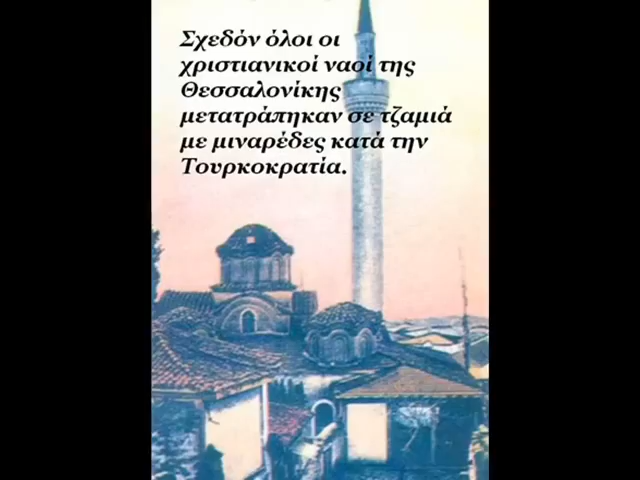 Σχεδόν όλοι οι
χριστιανικοί ναοί της
Θεσσαλονίκης
μετατράπηκαν σε τζαμιά
με μιναρέδες κατά την
Τουρκοκρατία.